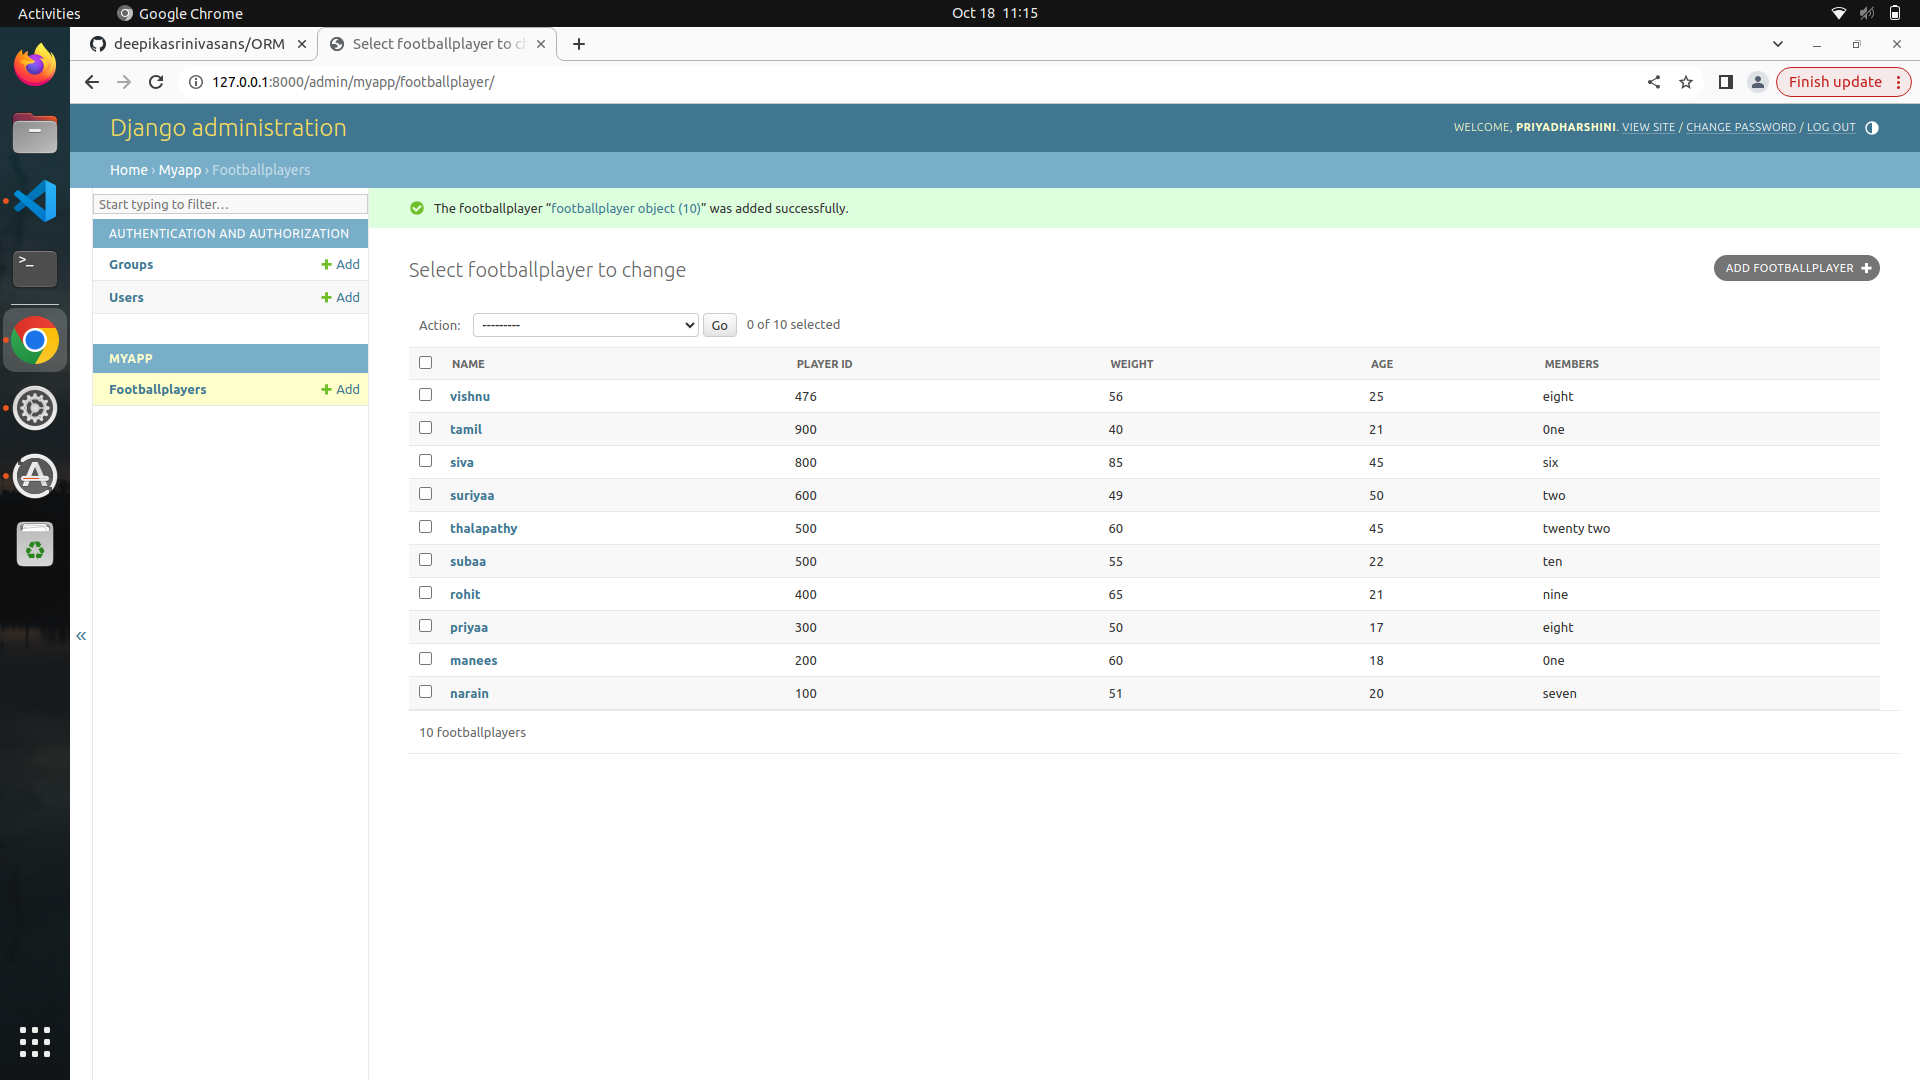 Activities Google Chrome Oct 18 11:15
deepikasrinivasans/ORM Select footballplayer to ch
127.0.0.1:8000/admin/myapp/footballplayer/ Finish update
Django administration WELCOME, PRIYADHARSHINI. VIEW SITE / CHANGE PASSWORD / LOG OUT
Home › Myapp › Footballplayers
Start typing to filter...
AUTHENTICATION AND AUTHORIZATION
Groups Add
Users Add
MYAPP
Footballplayers Add
«
The footballplayer “footballplayer object (10)” was added successfully.
Select footballplayer to change
ADD FOOTBALLPLAYER
Action: --------- Go 0 of 10 selected
NAME PLAYER ID WEIGHT AGE MEMBERS
vishnu 476 56 25 eight
tamil 900 40 21 0ne
siva 800 85 45 six
suriyaa 600 49 50 two
thalapathy 500 60 45 twenty two
subaa 500 55 22 ten
rohit 400 65 21 nine
priyaa 300 50 17 eight
manees 200 60 18 0ne
narain 100 51 20 seven
10 footballplayers